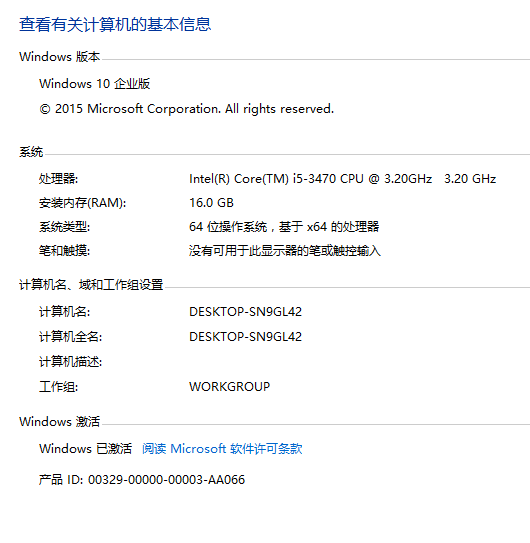 查看有关计算机的基本信息
Windows 版本
Windows 10 企业版
© 2015 Microsoft Corporation. All rights reserved.
系统
处理器: Intel(R) Core(TM) i5-3470 CPU @ 3.20GHz 3.20 GHz
安装内存(RAM): 16.0 GB
系统类型: 64 位操作系统，基于 x64 的处理器
笔和触摸: 没有可用于此显示器的笔或触控输入
计算机名、域和工作组设置
计算机名: DESKTOP-SN9GL42
计算机全名: DESKTOP-SN9GL42
计算机描述:
工作组: WORKGROUP
Windows 激活
Windows 已激活 阅读 Microsoft 软件许可条款
产品 ID: 00329-00000-00003-AA066